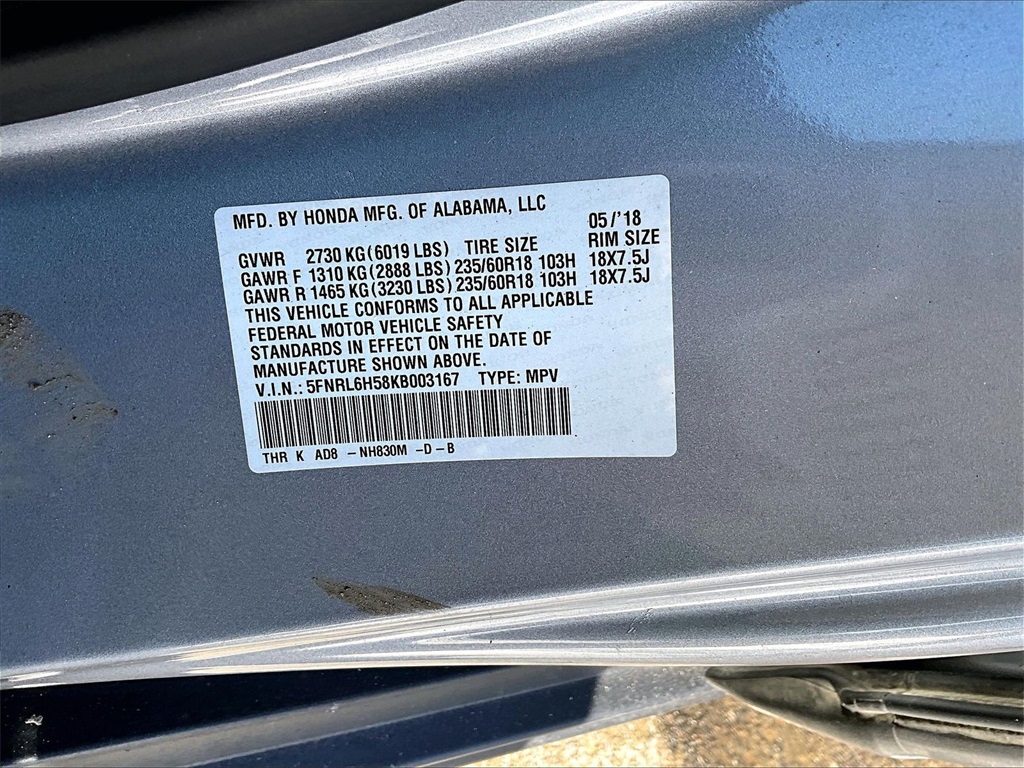 MFD. BY HONDA MFG. OF ALABAMA, LLC 05/'18
GVWR 2730 KG(6019 LBS) TIRE SIZE RIM SIZE
GAWR F 1310 KG(2888 LBS) 235/60R18 103H 18X7.5J
GAWR R 1465 KG(3230 LBS) 235/60R18 103H 18X7.5J
THIS VEHICLE CONFORMS TO ALL APPLICABLE
FEDERAL MOTOR VEHICLE SAFETY
STANDARDS IN EFFECT ON THE DATE OF
MANUFACTURE SHOWN ABOVE.
V.I.N.: 5FNRL6H58KB003167 TYPE: MPV
THR K AD8 -NH830M -D-B